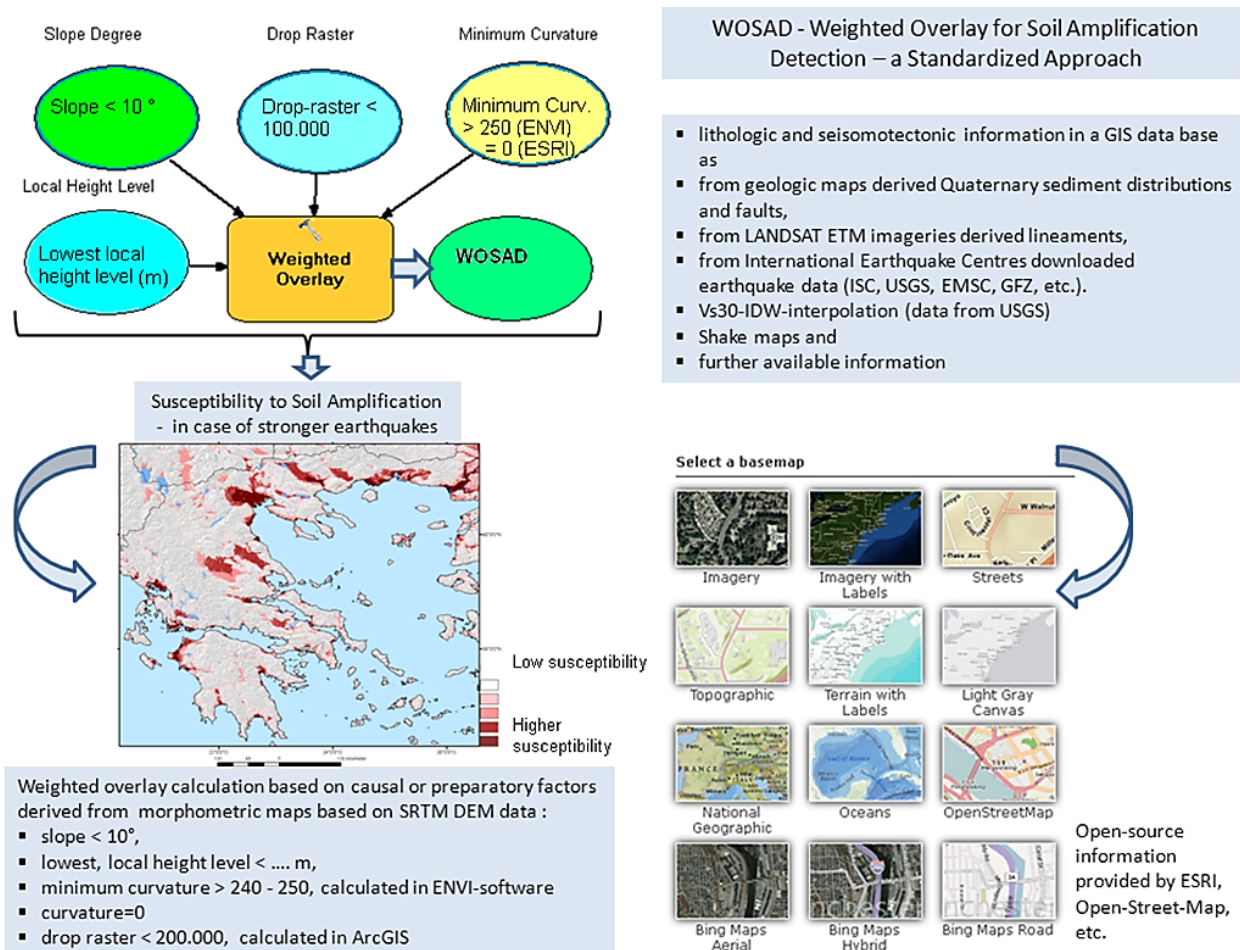 Slope Degree
Drop Raster
Minimum Curvature
Slope < 10 °
Drop-raster <
100.000
Minimum Curv.
> 250 (ENVI)
= 0 (ESRI)
Local Height Level
Lowest local
height level (m)
Weighted
Overlay
WOSAD
Susceptibility to Soil Amplification
- in case of stronger earthquakes
Low susceptibility
Higher
susceptibility
Weighted overlay calculation based on causal or preparatory factors
derived from morphometric maps based on SRTM DEM data :
▪ slope < 10°,
▪ lowest, local height level < .... m,
▪ minimum curvature > 240 - 250, calculated in ENVI-software
▪ curvature=0
▪ drop raster < 200.000, calculated in ArcGIS
WOSAD - Weighted Overlay for Soil Amplification
Detection – a Standardized Approach
▪ lithologic and seismotectonic information in a GIS data base
as
▪ from geologic maps derived Quaternary sediment distributions
and faults,
▪ from LANDSAT ETM imageries derived lineaments,
▪ from International Earthquake Centres downloaded
earthquake data (ISC, USGS, EMSC, GFZ, etc.).
▪ Vs30-IDW-interpolation (data from USGS)
▪ Shake maps and
▪ further available information
Select a basemap
W Walnut
Oak Ave
Imagery
Imagery with
Labels
Streets
Topographic
Terrain with
Labels
Light Gray
Canvas
FRANCE
Gulf of Mexico
National
Geographic
Oceans
OpenStreetMap
Bing Maps
Aerial
Bing Maps
Hybrid
Bing Maps Road
Open-source
information
provided by ESRI,
Open-Street-Map,
etc.